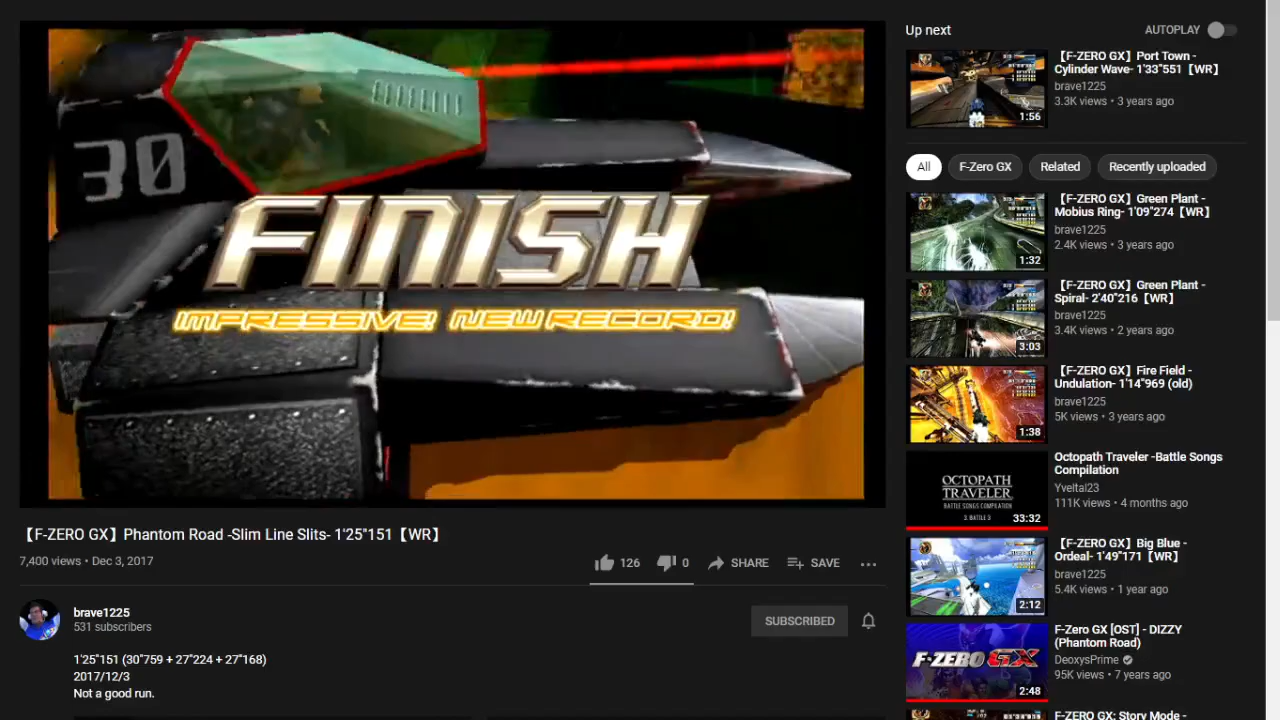 30
FINISH
IMPRESSIVE! NEW RECORD!
【F-ZERO GX】Phantom Road -Slim Line Slits- 1'25"151【WR】
7,400 views • Dec 3, 2017
126
0
SHARE
SAVE
brave1225
531 subscribers
SUBSCRIBED
1'25"151 (30"759 + 27"224 + 27"168)
2017/12/3
Not a good run.
Up next
AUTOPLAY
【F-ZERO GX】Port Town -
Cylinder Wave- 1'33"551【WR】
brave1225
3.3K views • 3 years ago
1:56
All
F-Zero GX
Related
Recently uploaded
【F-ZERO GX】Green Plant -
Mobius Ring- 1'09"274【WR】
brave1225
2.4K views • 3 years ago
1:32
【F-ZERO GX】Green Plant -
Spiral- 2'40"216【WR】
brave1225
3.4K views • 2 years ago
3:03
【F-ZERO GX】Fire Field -
Undulation- 1'14"969 (old)
brave1225
5K views • 3 years ago
1:38
Octopath Traveler -Battle Songs
Compilation
Yveltal23
111K views • 4 months ago
OCTOPATH
TRAVELER
BATTLE SONGS COMPILATION
3. BATTLE 3
33:32
【F-ZERO GX】Big Blue -
Ordeal- 1'49"171【WR】
brave1225
5.4K views • 1 year ago
2:12
F-Zero GX [OST] - DIZZY
(Phantom Road)
DeoxysPrime
95K views • 7 years ago
F-ZERO GX
2:48
F-ZERO GX: Story Mode -